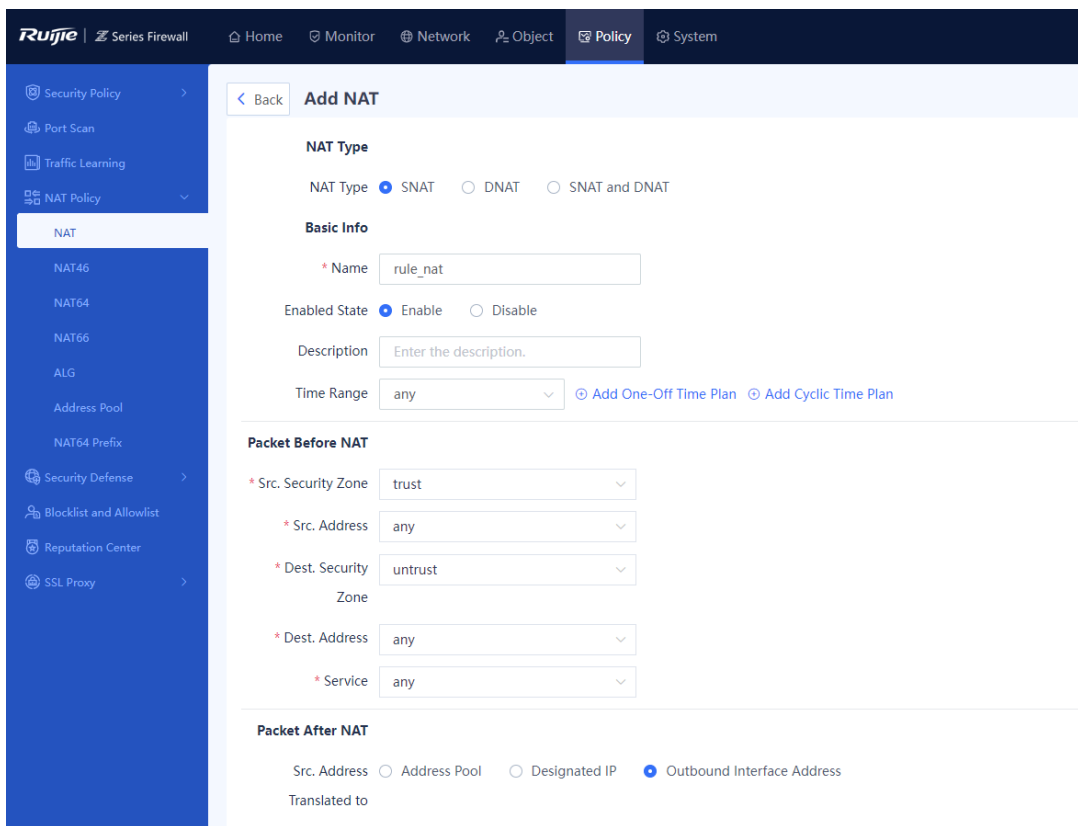 Ruijie | Z Series Firewall
Home Monitor Network Object Policy System
Security Policy
Port Scan
Traffic Learning
NAT Policy
NAT
NAT46
NAT64
NAT66
ALG
Address Pool
NAT64 Prefix
Security Defense
Blocklist and Allowlist
Reputation Center
SSL Proxy
Back Add NAT
NAT Type
NAT Type SNAT DNAT SNAT and DNAT
Basic Info
* Name rule_nat
Enabled State Enable Disable
Description Enter the description.
Time Range any Add One-Off Time Plan Add Cyclic Time Plan
Packet Before NAT
* Src. Security Zone trust
* Src. Address any
* Dest. Security untrust
Zone
* Dest. Address any
* Service any
Packet After NAT
Src. Address Address Pool Designated IP Outbound Interface Address
Translated to